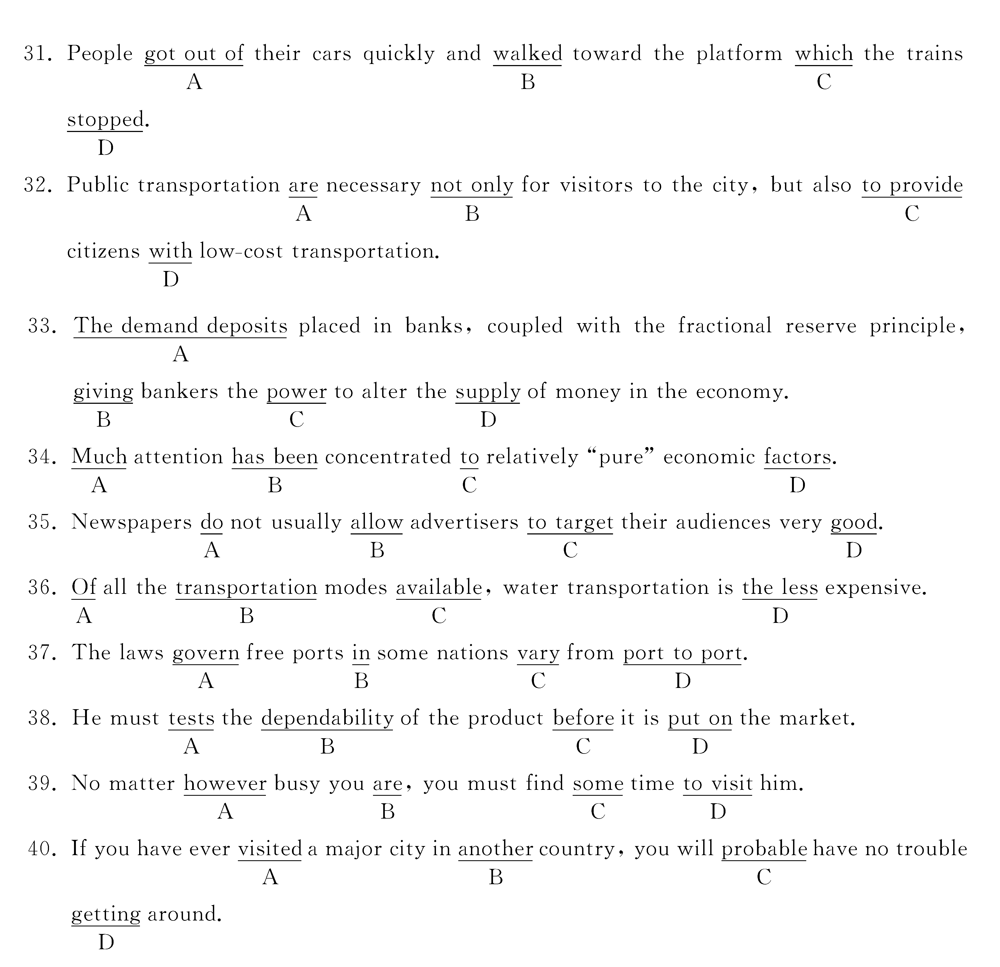 31. People got out of their cars quickly and walked toward the platform which the trains
A B C
stopped.
D
32. Public transportation are necessary not only for visitors to the city, but also to provide
A B C
citizens with low-cost transportation.
D
33. The demand deposits placed in banks, coupled with the fractional reserve principle,
A
giving bankers the power to alter the supply of money in the economy.
B C D
34. Much attention has been concentrated to relatively “pure” economic factors.
A B C D
35. Newspapers do not usually allow advertisers to target their audiences very good.
A B C D
36. Of all the transportation modes available, water transportation is the less expensive.
A B C D
37. The laws govern free ports in some nations vary from port to port.
A B C D
38. He must tests the dependability of the product before it is put on the market.
A B C D
39. No matter however busy you are, you must find some time to visit him.
A B C D
40. If you have ever visited a major city in another country, you will probable have no trouble
A B C
getting around.
D